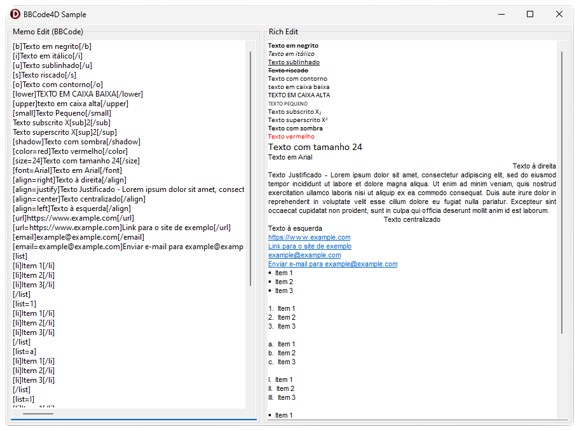 BBCode4D Sample
Memo Edit (BBCode)
[b]Texto em negrito[/b]
[i]Texto em itálico[/i]
[u]Texto sublinhado[/u]
[s]Texto riscado[/s]
[o]Texto com contorno[/o]
[lower]TEXTO EM CAIXA BAIXA[/lower]
[upper]texto em caixa alta[/upper]
[small]Texto Pequeno[/small]
Texto subscrito X[sub]2[/sub]
Texto superscrito X[sup]2[/sup]
[shadow]Texto com sombra[/shadow]
[color=red]Texto vermelho[/color]
[size=24]Texto com tamanho 24[/size]
[font=Arial]Texto em Arial[/font]
[align=right]Texto à direita[/align]
[align=justify]Texto Justificado - Lorem ipsum dolor sit amet, consect
[align=center]Texto centralizado[/align]
[align=left]Texto à esquerda[/align]
[url]https://www.example.com[/url]
[url=https://www.example.com]Link para o site de exemplo[/url]
[email]example@example.com[/email]
[email=example@example.com]Enviar e-mail para example@examp
[list]
[li]Item 1[/li]
[li]Item 2[/li]
[li]Item 3[/li]
[/list]
[list=1]
[li]Item 1[/li]
[li]Item 2[/li]
[li]Item 3[/li]
[/list]
[list=a]
[li]Item 1[/li]
[li]Item 2[/li]
[li]Item 3[/li]
[/list]
[list=I]
Rich Edit
Texto em negrito
Texto em itálico
Texto sublinhado
Texto riscado
Texto com contorno
texto em caixa baixa
TEXTO EM CAIXA ALTA
TEXTO PEQUENO
Texto subscrito X₂
Texto superscrito X²
Texto com sombra
Texto vermelho
Texto com tamanho 24
Texto em Arial
Texto à direita
Texto Justificado - Lorem ipsum dolor sit amet, consectetur adipiscing elit, sed do eiusmod
tempor incididunt ut labore et dolore magna aliqua. Ut enim ad minim veniam, quis nostrud
exercitation ullamco laboris nisi ut aliquip ex ea commodo consequat. Duis aute irure dolor in
reprehenderit in voluptate velit esse cillum dolore eu fugiat nulla pariatur. Excepteur sint
occaecat cupidatat non proident, sunt in culpa qui officia deserunt mollit anim id est laborum.
Texto centralizado
Texto à esquerda
https://www.example.com
Link para o site de exemplo
example@example.com
Enviar e-mail para example@example.com
• Item 1
• Item 2
• Item 3
1. Item 1
2. Item 2
3. Item 3
a. Item 1
b. Item 2
c. Item 3
I. Item 1
II. Item 2
III. Item 3
• Item 1